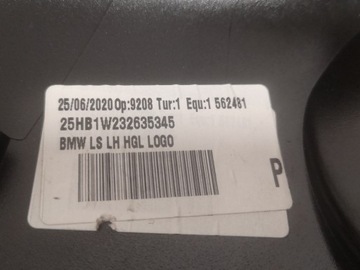 25/06/2020 Op:9208 Tur:1 Equ:1 562481
25HB1W232635345
BMW LS LH HGL LOGO
P